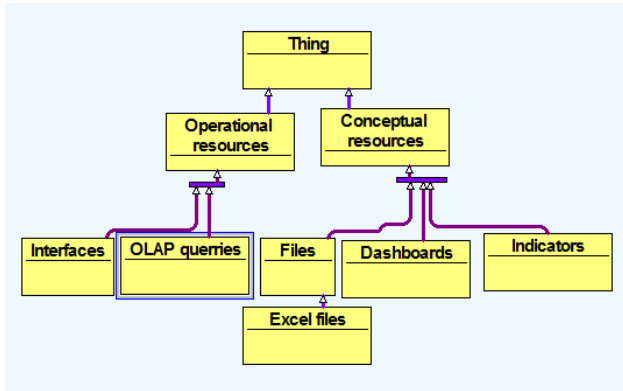 Thing
Operational
resources
Conceptual
resources
Interfaces
OLAP querries
Files
Dashboards
Indicators
Excel files